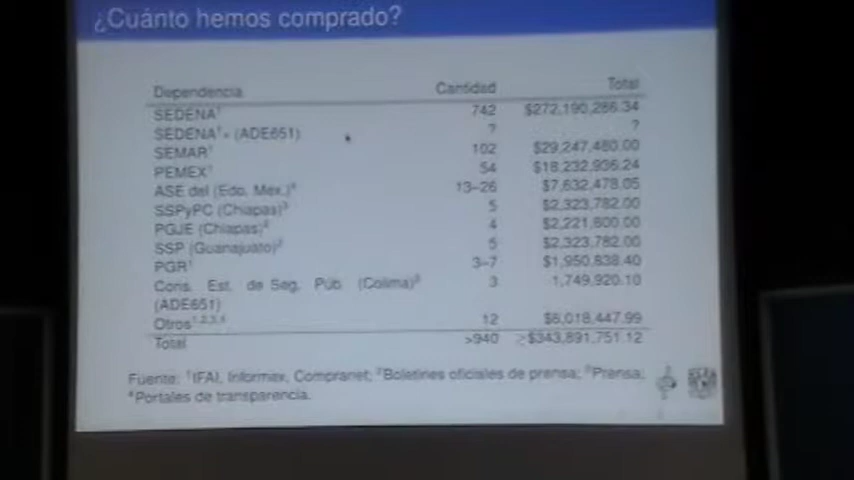 ¿Cuánto hemos comprado?
Dependencia Cantidad Total
SEDENA¹ 742 $272,190,286.34
SEDENA¹* (ADE651) ? ?
SEMAR¹ 102 $29,247,480.00
PEMEX¹ 54 $18,232,936.24
ASE del (Edo. Mex.)⁴ 13–26 $7,632,478.05
SSPyPC (Chiapas)³ 5 $2,323,782.00
PGJE (Chiapas) 4 $2,221,600.00
SSP (Guanajuato) 5 $2,323,782.00
PGR¹ 3–7 $1,950,838.40
Cons. Est. de Seg. Púb (Colima) 3 1,749,920.10
(ADE651)
Otros¹,²,³,⁴ 12 $6,018,447.99
Total >940 ≥$343,891,751.12
Fuente: ¹IFAI, Informex, Compranet; ²Boletines oficiales de prensa; ³Prensa;
⁴Portales de transparencia.